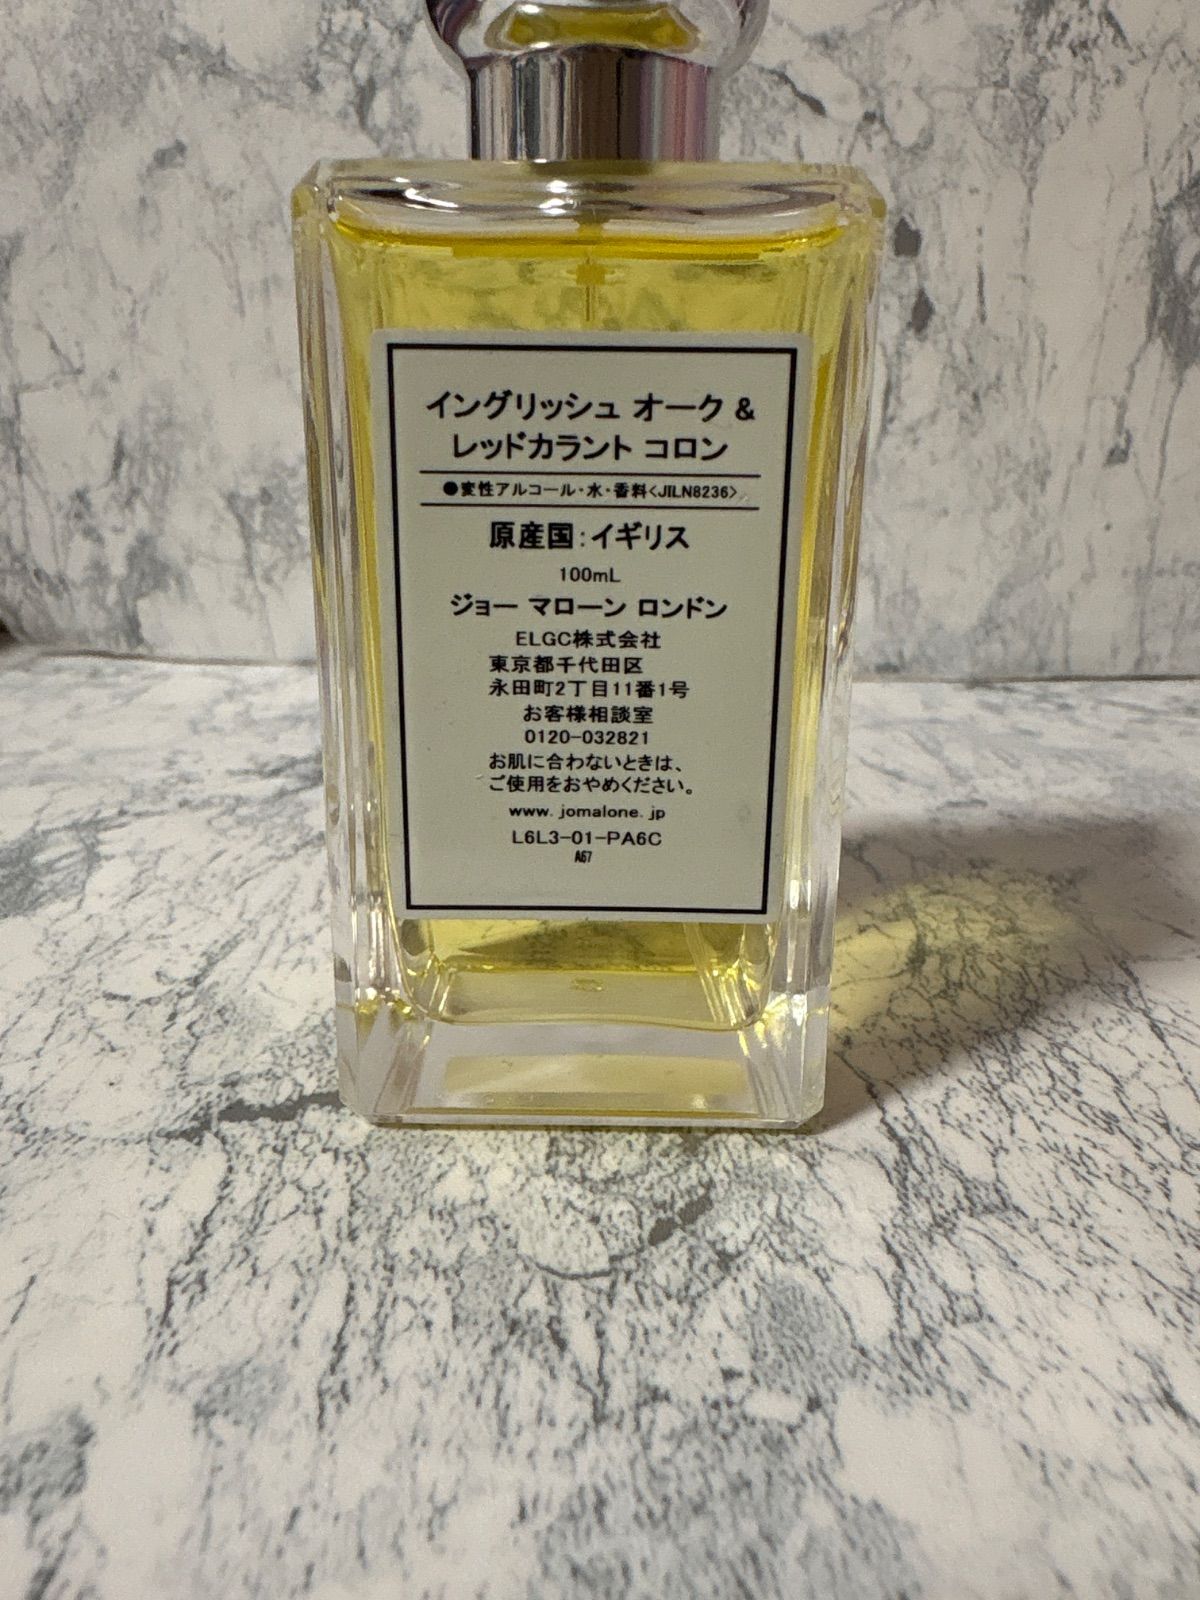 イングリッシュ オーク &
レッドカラント コロン
●変性アルコール・水・香料<JILN8236>
原産国:イギリス
100mL
ジョー マローン ロンドン
ELGC株式会社
東京都千代田区
永田町2丁目11番1号
お客様相談室
0120-032821
お肌に合わないときは、
ご使用をおやめください。
www.jomalone.jp
L6L3-01-PA6C
A67